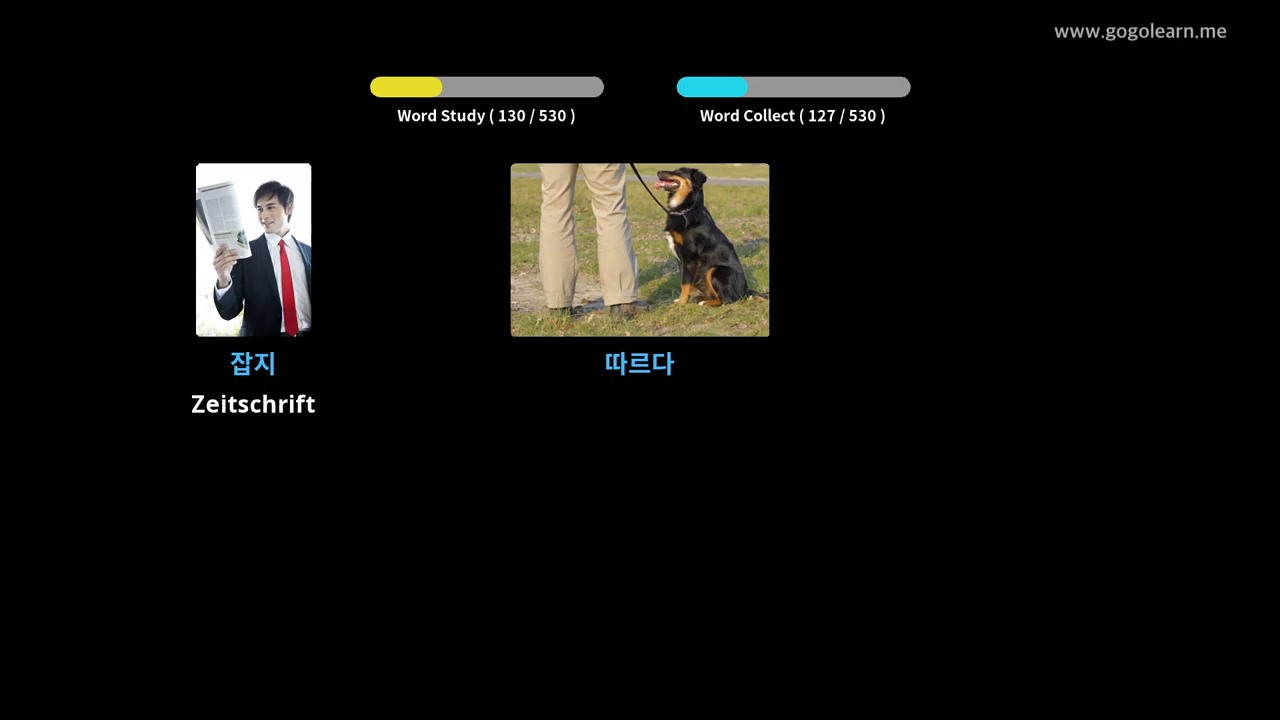 www.gogolearn.me
Word Study ( 130 / 530 )
Word Collect ( 127 / 530 )
잡지
따르다
Zeitschrift